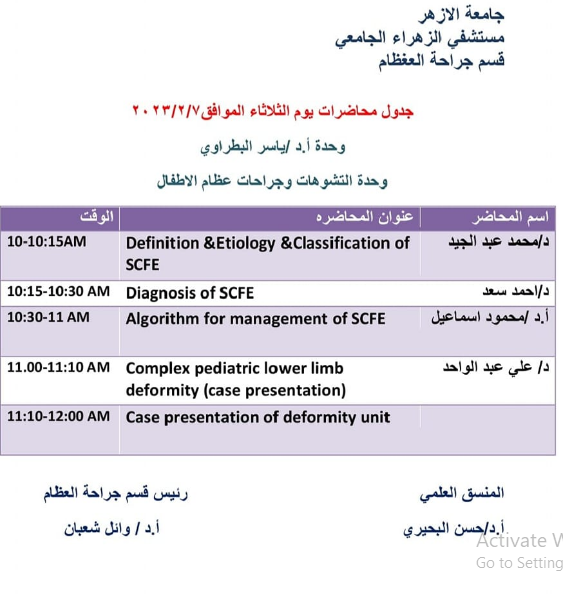 جامعة الازهر
مستشفي الزهراء الجامعي
قسم جراحة العغظام
جدول محاضرات يوم الثلاثاء الموافق٢٠٢٣/٢/٧
وحدة أ.د /ياسر البطراوي
وحدة التشوهات وجراحات عظام الاطفال
اسم المحاضر عنوان المحاضره الوقت
د/محمد عبد الجيد Definition &Etiology &Classification of 10-10:15AM
SCFE
د/احمد سعد Diagnosis of SCFE 10:15-10:30 AM
أ.د /محمود اسماعيل Algorithm for management of SCFE 10:30-11 AM
د/ علي عبد الواحد Complex pediatric lower limb 11.00-11:10 AM
deformity (case presentation)
Case presentation of deformity unit 11:10-12:00 AM
المنسق العلمي رئيس قسم جراحة العظام
أ.د/حسن البحيري أ.د / وائل شعبان
Activate
Go to Setting